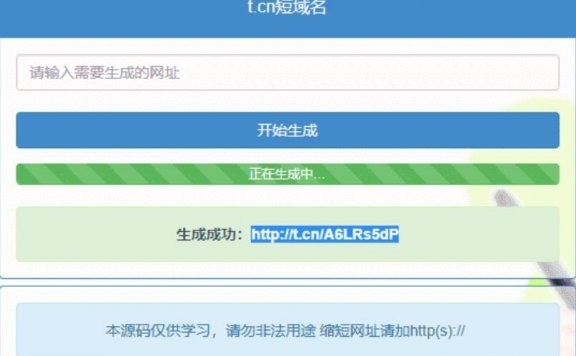 t.cn短域名
请输入需要生成的网址
开始生成
正在生成中...
生成成功：http://t.cn/A6LRs5dP
本源码仅供学习，请勿非法用途 缩短网址请加http(s)://